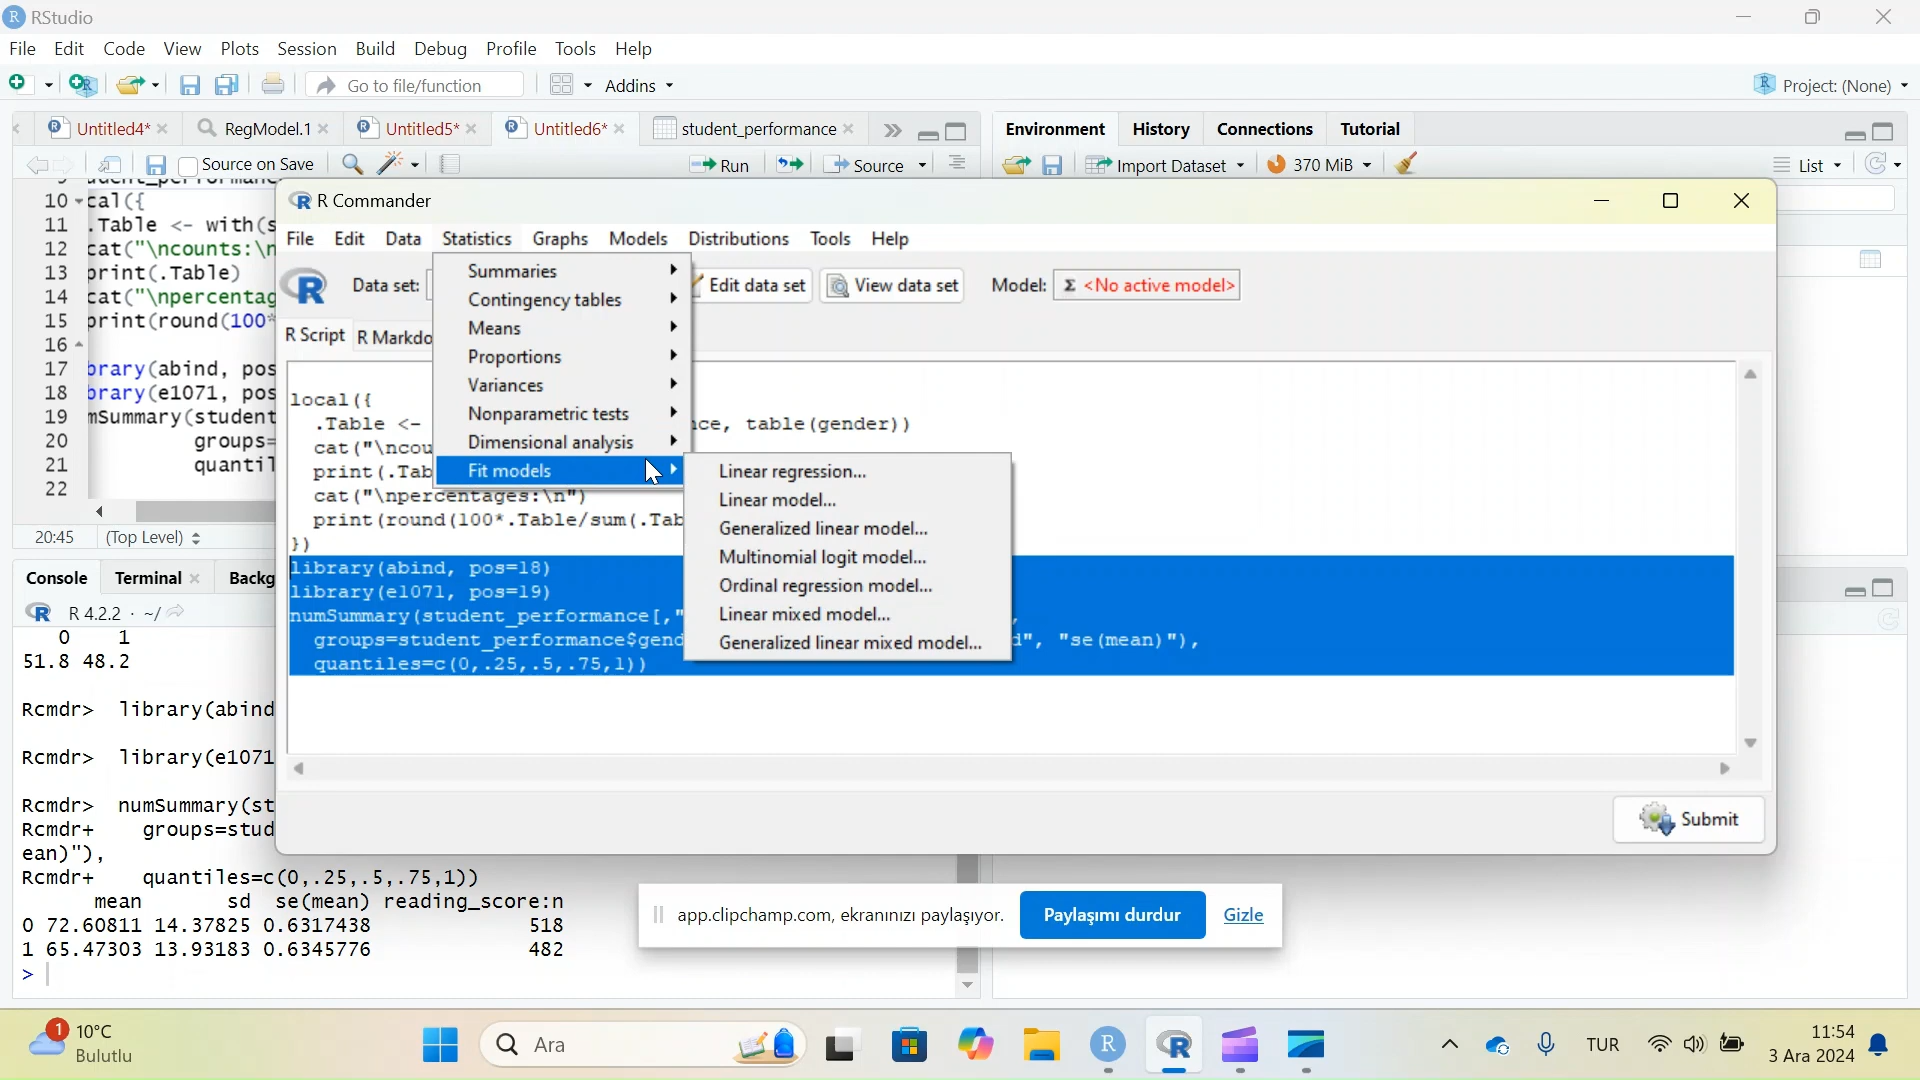 RStudio
File Edit Code View Plots Session Build Debug Profile Tools Help
Go to file/function Addins Project: (None)
Untitled4* RegModel.1 Untitled5* Untitled6* student_performance
Environment History Connections Tutorial
Source on Save Run Source
Import Dataset 370 MiB List
10 cal({
11 .Table <- with(s
12 cat("\ncounts:\n
13 print(.Table)
14 cat("\npercentag
15 print(round(100*
16
17 brary(abind, pos
18 brary(e1071, pos
19 mSummary(student
20 groups=
21 quantil
22
20:45 (Top Level)
Console Terminal Backg
R 4.2.2 · ~/
0 1
51.8 48.2
Rcmdr> library(abind
Rcmdr> library(e1071
Rcmdr> numSummary(st
Rcmdr+ groups=stud
ean)"),
Rcmdr+ quantiles=c(0,.25,.5,.75,1))
mean sd se(mean) reading_score:n
0 72.60811 14.37825 0.6317438 518
1 65.47303 13.93183 0.6345776 482
>
R Commander
File Edit Data Statistics Graphs Models Distributions Tools Help
Data set: Edit data set View data set Model: Σ <No active model>
R Script R Markdo
Summaries
Contingency tables
Means
Proportions
Variances
Nonparametric tests
Dimensional analysis
Fit models
Linear regression...
Linear model...
Generalized linear model...
Multinomial logit model...
Ordinal regression model...
Linear mixed model...
Generalized linear mixed model...
local({
.Table <- nce, table(gender))
cat("\ncou
print(.Tab
cat("\npercentages:\n")
print(round(100*.Table/sum(.Tab
})
library(abind, pos=18)
library(e1071, pos=19)
numSummary(student_performance[,"
groups=student_performance$gend d", "se(mean)"),
quantiles=c(0,.25,.5,.75,1))
Submit
app.clipchamp.com, ekranınızı paylaşıyor. Paylaşımı durdur Gizle
1 10°C
Bulutlu
Ara
TUR
11:54
3 Ara 2024